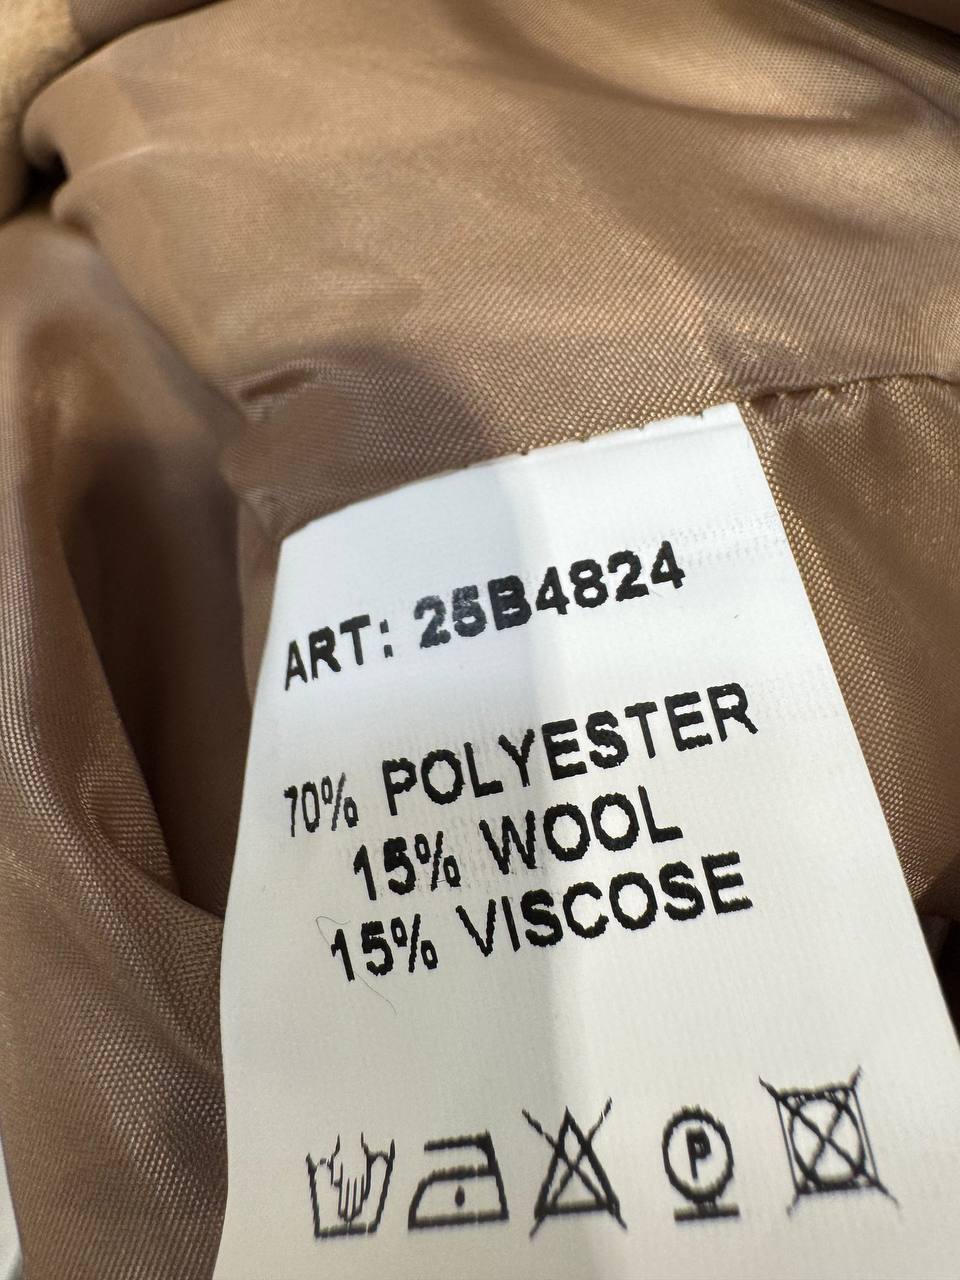 ART: 25B4824
70% POLYESTER
15% WOOL
15% VISCOSE
P